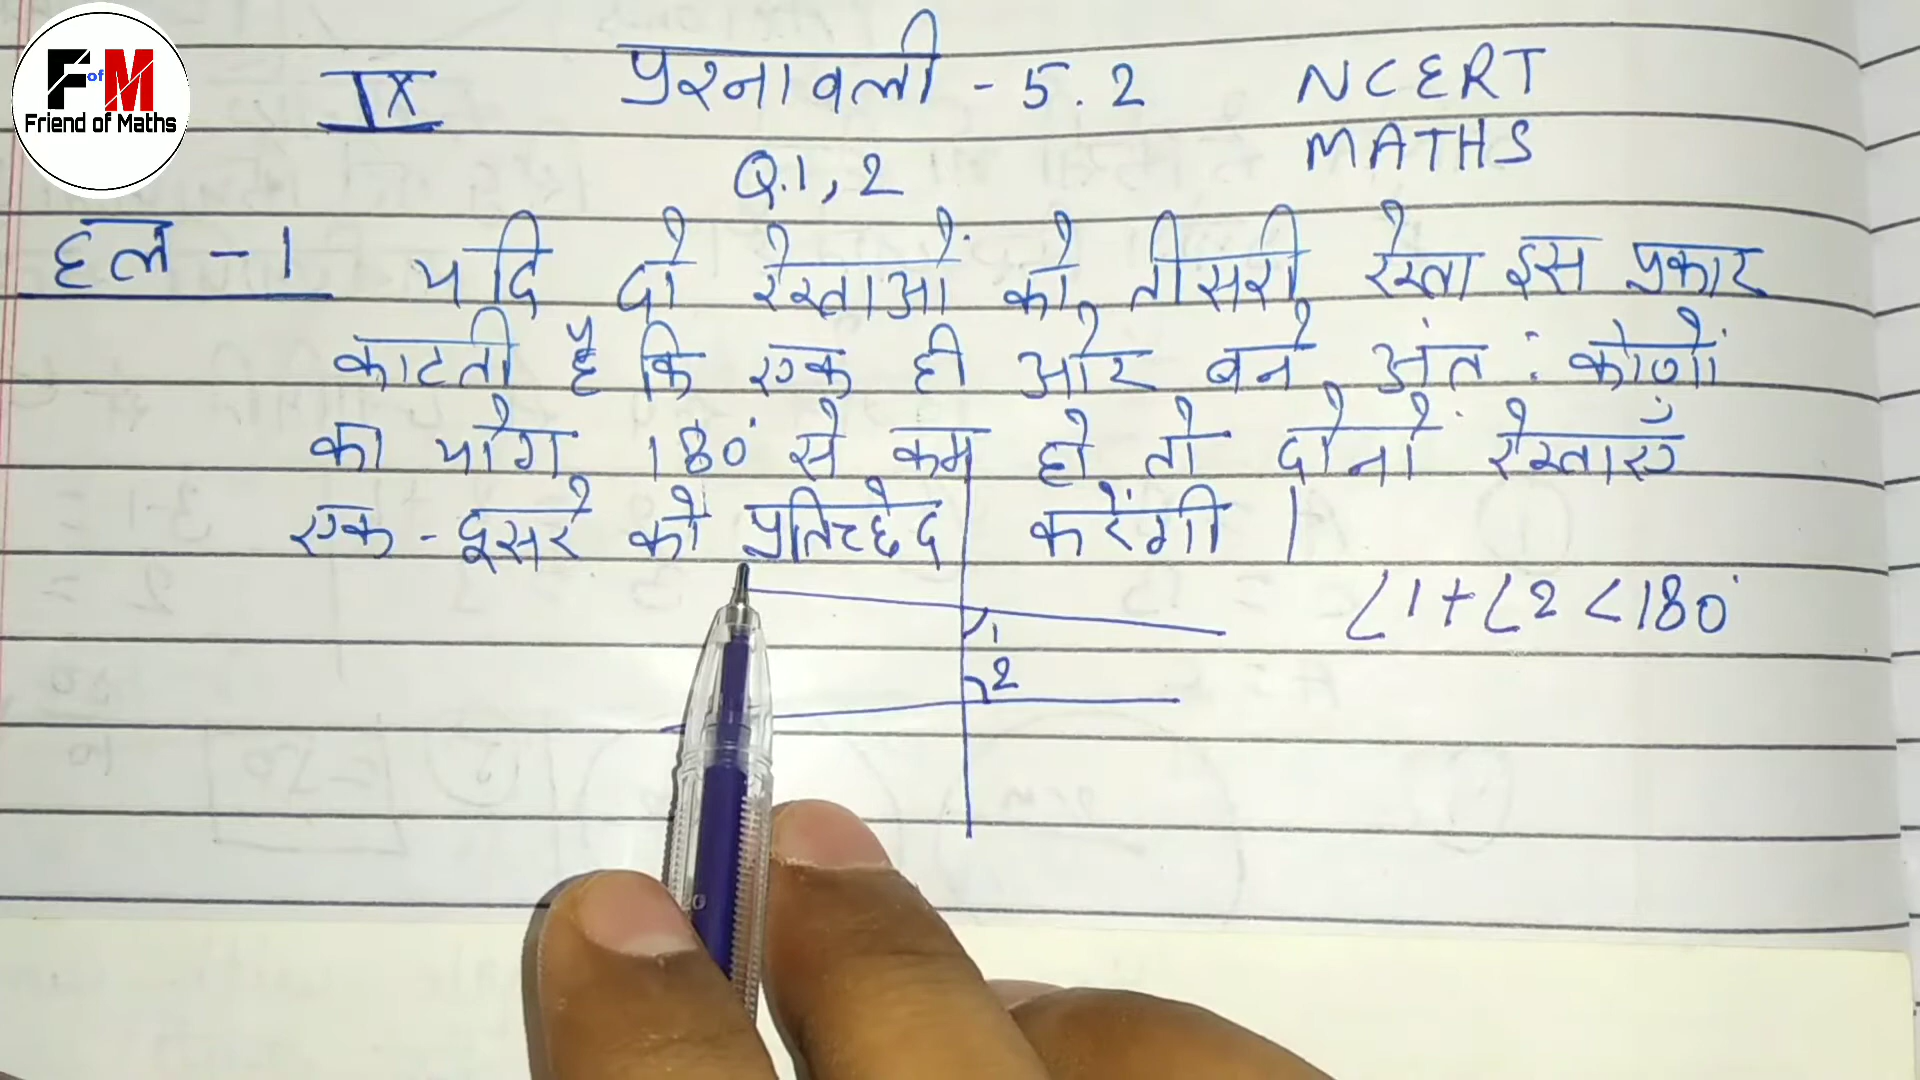 FofM
Friend of Maths
IX प्रश्नावली - 5.2 NCERT
MATHS
Q.1, 2
हल - 1 यदि दो रेखाओं को तीसरी रेखा इस प्रकार
काटती है कि एक ही ओर बने अंतः कोणों
का योग 180° से कम हो तो दोनों रेखाएँ
एक - दूसरे को प्रतिच्छेद करेंगी |
∠1+∠2 <180°
1
2